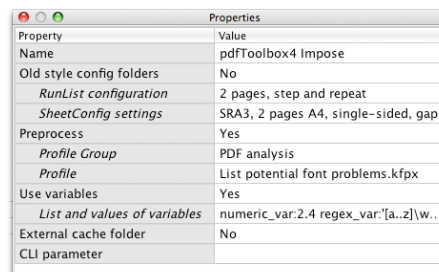 Properties
Property Value
Name pdfToolbox4 Impose
Old style config folders No
RunList configuration 2 pages, step and repeat
SheetConfig settings SRA3, 2 pages A4, single-sided, gap
Preprocess Yes
Profile Group PDF analysis
Profile List potential font problems.kfpx
Use variables Yes
List and values of variables numeric_var:2.4 regex_var:'[a..z]\w...
External cache folder No
CLI parameter